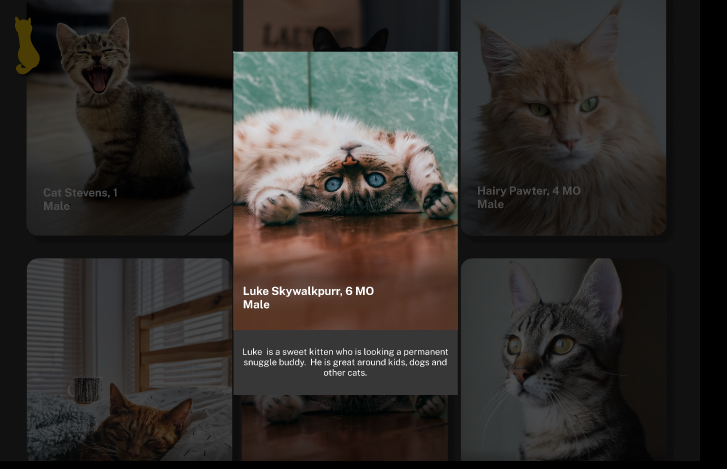 Cat Stevens, 1
Male
Hairy Pawter, 4 MO
Male
Luke Skywalkpurr, 6 MO
Male
Luke  is a sweet kitten who is looking a permanent
snuggle buddy.  He is great around kids, dogs and
other cats.